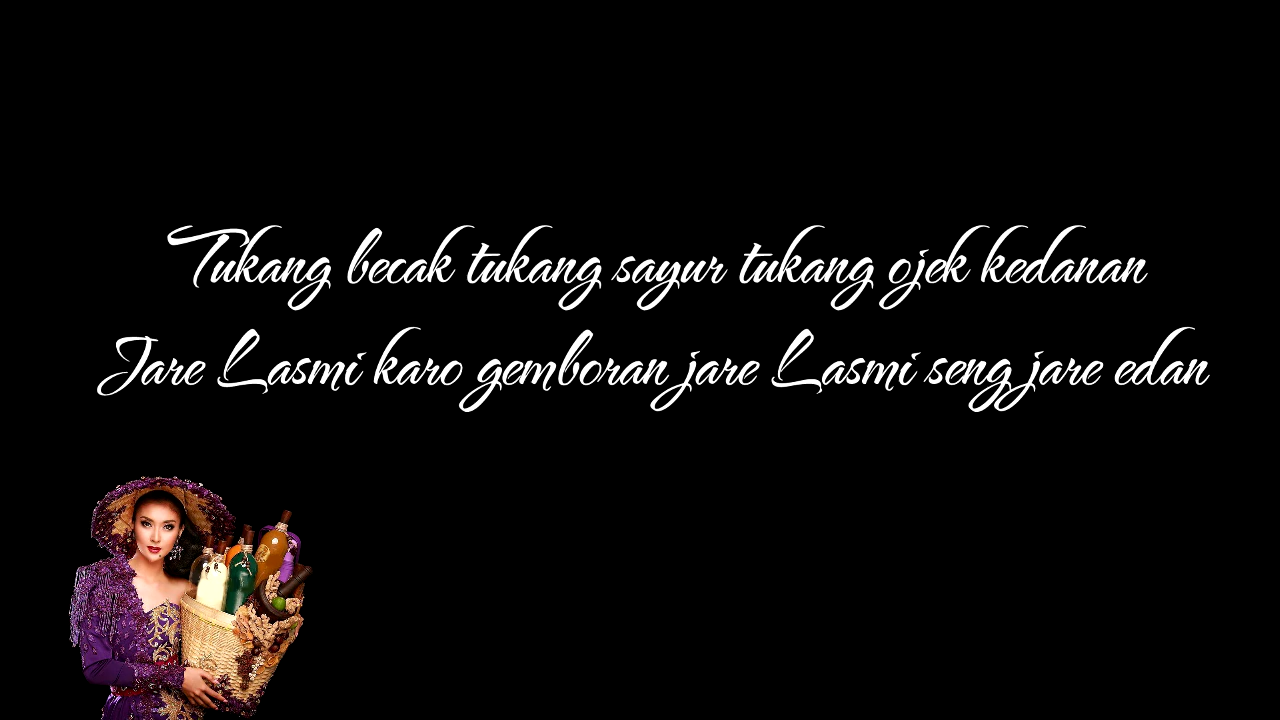 Tukang becak tukang sayur tukang ojek kedanan
Jare Lasmi karo gemboran jare Lasmi seng jare edan